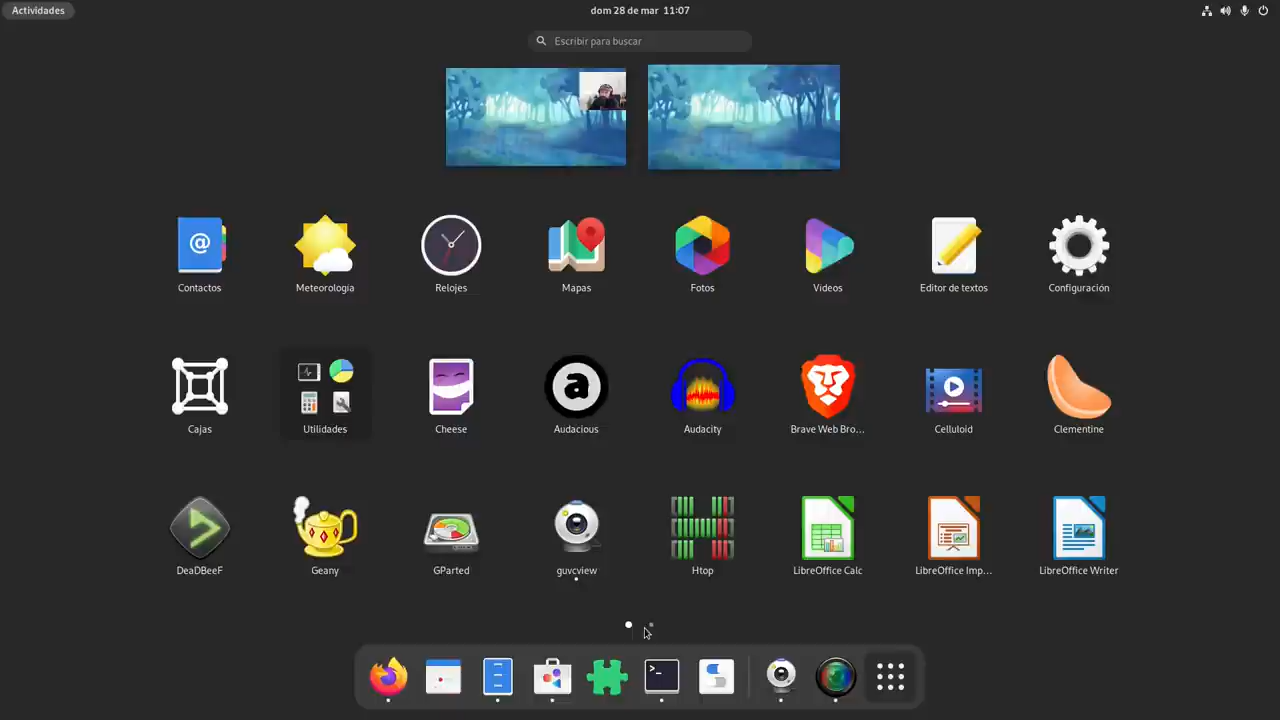 Actividades
dom 28 de mar 11:07
Escribir para buscar
Contactos
Meteorología
Relojes
Mapas
Fotos
Vídeos
Editor de textos
Configuración
Cajas
Utilidades
Cheese
Audacious
Audacity
Brave Web Bro...
Celluloid
Clementine
DeaDBeeF
Geany
GParted
guvcview
Htop
LibreOffice Calc
LibreOffice Imp...
LibreOffice Writer